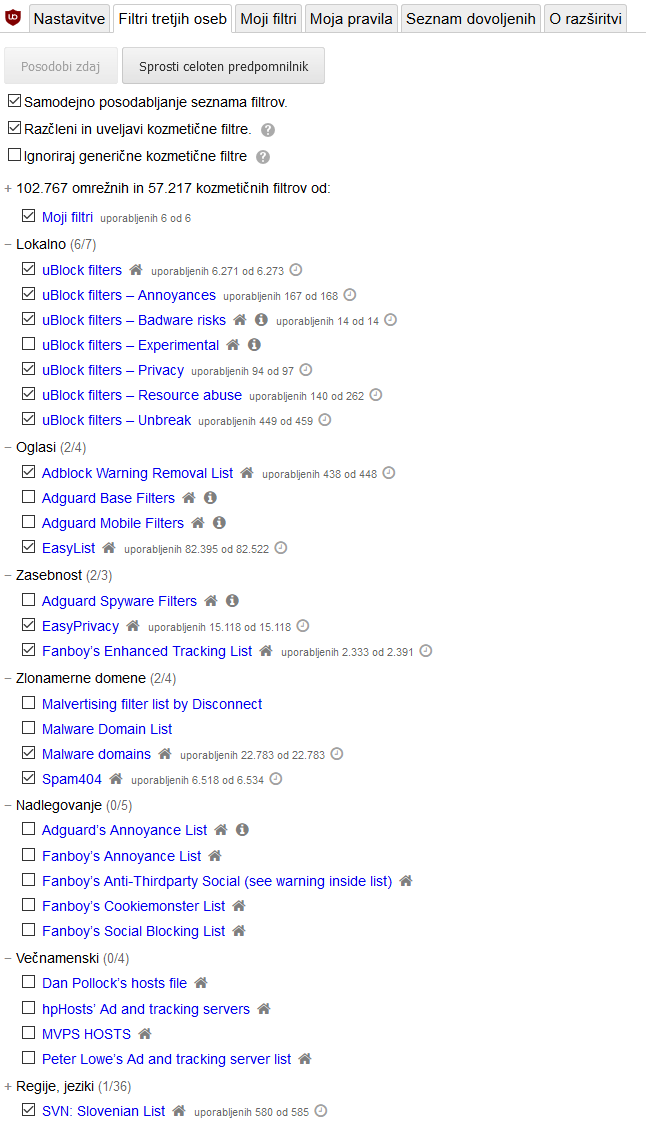 Nastavitve Filtri tretjih oseb Moji filtri Moja pravila Seznam dovoljenih O razširitvi
Posodobi zdaj Sprosti celoten predpomnilnik
Samodejno posodabljanje seznama filtrov.
Razčleni in uveljavi kozmetične filtre.
Ignoriraj generične kozmetične filtre
+ 102.767 omrežnih in 57.217 kozmetičnih filtrov od:
Moji filtri uporabljenih 6 od 6
− Lokalno (6/7)
uBlock filters uporabljenih 6.271 od 6.273
uBlock filters – Annoyances uporabljenih 167 od 168
uBlock filters – Badware risks uporabljenih 14 od 14
uBlock filters – Experimental
uBlock filters – Privacy uporabljenih 94 od 97
uBlock filters – Resource abuse uporabljenih 140 od 262
uBlock filters – Unbreak uporabljenih 449 od 459
− Oglasi (2/4)
Adblock Warning Removal List uporabljenih 438 od 448
Adguard Base Filters
Adguard Mobile Filters
EasyList uporabljenih 82.395 od 82.522
− Zasebnost (2/3)
Adguard Spyware Filters
EasyPrivacy uporabljenih 15.118 od 15.118
Fanboy’s Enhanced Tracking List uporabljenih 2.333 od 2.391
− Zlonamerne domene (2/4)
Malvertising filter list by Disconnect
Malware Domain List
Malware domains uporabljenih 22.783 od 22.783
Spam404 uporabljenih 6.518 od 6.534
− Nadlegovanje (0/5)
Adguard’s Annoyance List
Fanboy’s Annoyance List
Fanboy’s Anti-Thirdparty Social (see warning inside list)
Fanboy’s Cookiemonster List
Fanboy’s Social Blocking List
− Večnamenski (0/4)
Dan Pollock’s hosts file
hpHosts’ Ad and tracking servers
MVPS HOSTS
Peter Lowe’s Ad and tracking server list
+ Regije, jeziki (1/36)
SVN: Slovenian List uporabljenih 580 od 585